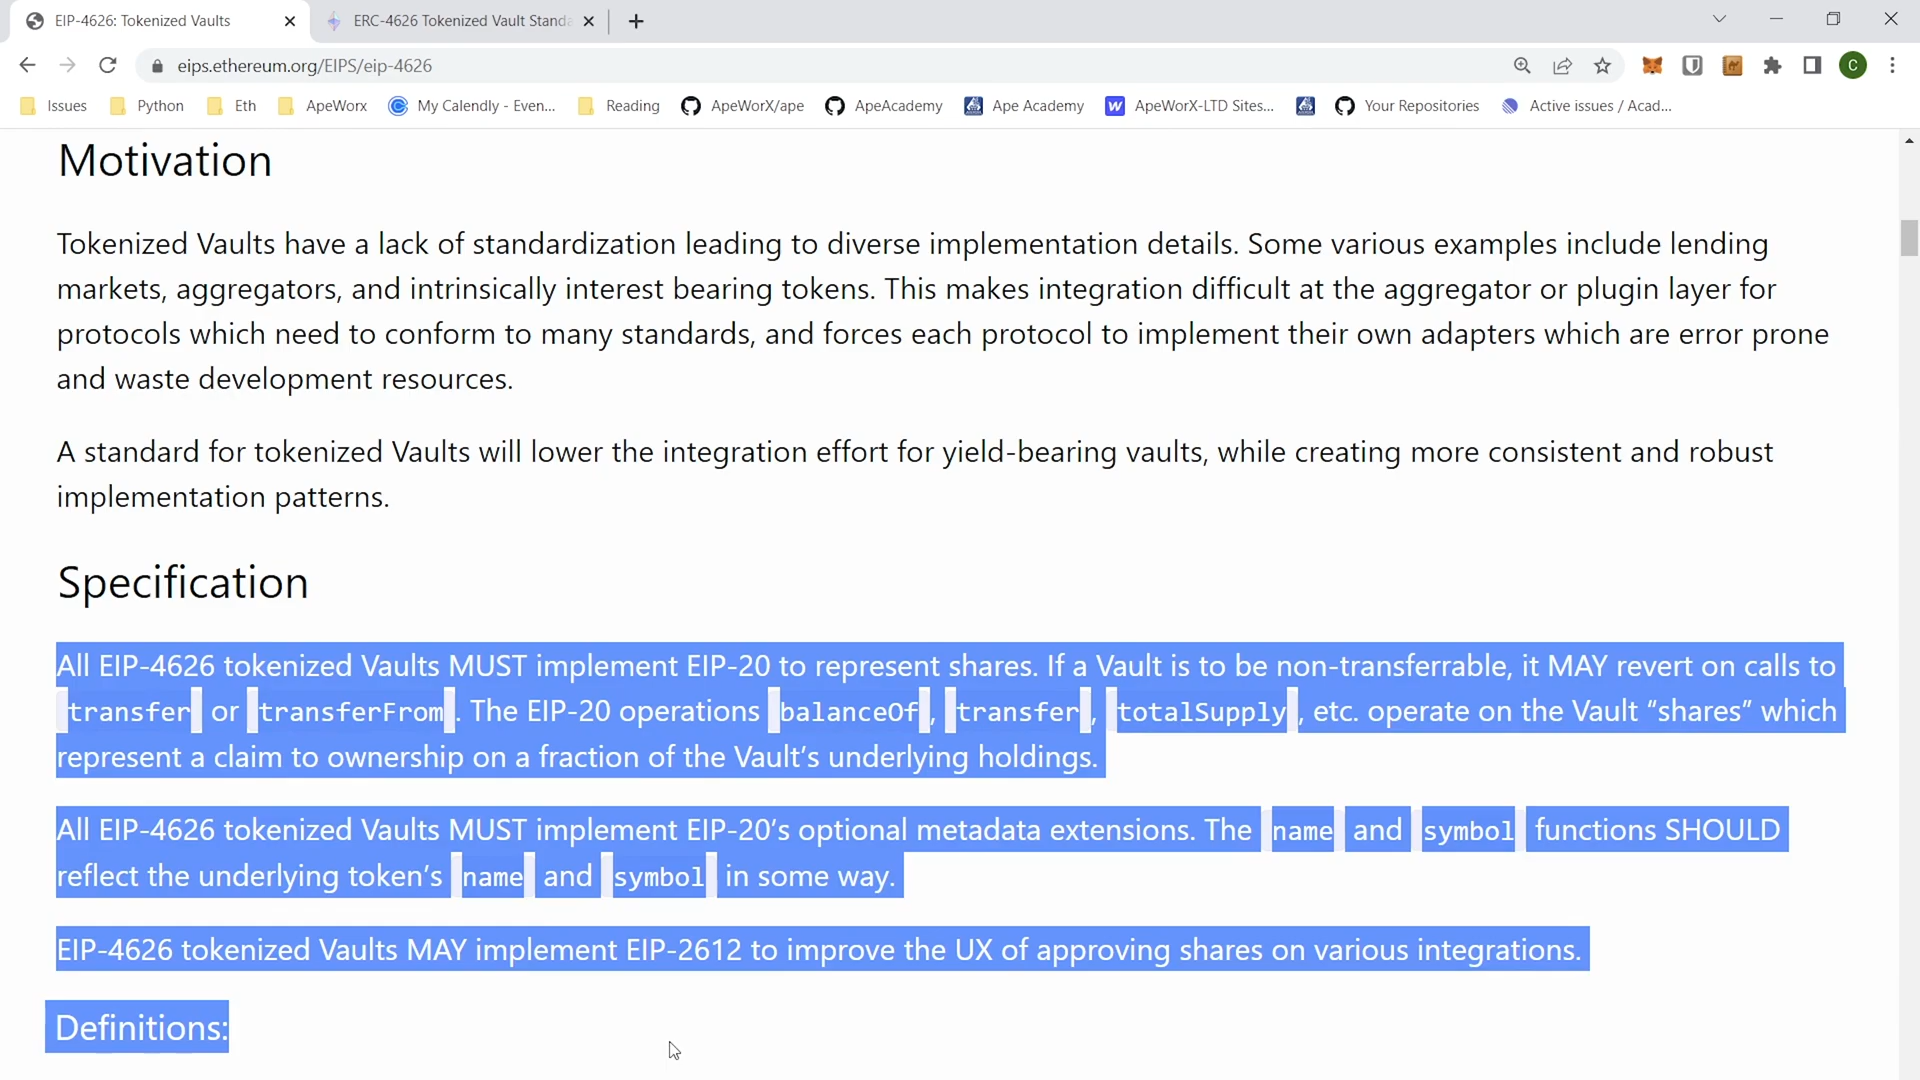 EIP-4626: Tokenized Vaults
ERC-4626 Tokenized Vault Standa
eips.ethereum.org/EIPS/eip-4626
C
Issues
Python
Eth
ApeWorx
My Calendly - Even...
Reading
ApeWorX/ape
ApeAcademy
Ape Academy
ApeWorX-LTD Sites...
Your Repositories
Active issues / Acad...
Motivation
Tokenized Vaults have a lack of standardization leading to diverse implementation details. Some various examples include lending
markets, aggregators, and intrinsically interest bearing tokens. This makes integration difficult at the aggregator or plugin layer for
protocols which need to conform to many standards, and forces each protocol to implement their own adapters which are error prone
and waste development resources.
A standard for tokenized Vaults will lower the integration effort for yield-bearing vaults, while creating more consistent and robust
implementation patterns.
Specification
All EIP-4626 tokenized Vaults MUST implement EIP-20 to represent shares. If a Vault is to be non-transferrable, it MAY revert on calls to
transfer or transferFrom. The EIP-20 operations balanceOf, transfer, totalSupply, etc. operate on the Vault “shares” which
represent a claim to ownership on a fraction of the Vault’s underlying holdings.
All EIP-4626 tokenized Vaults MUST implement EIP-20’s optional metadata extensions. The name and symbol functions SHOULD
reflect the underlying token’s name and symbol in some way.
EIP-4626 tokenized Vaults MAY implement EIP-2612 to improve the UX of approving shares on various integrations.
Definitions: